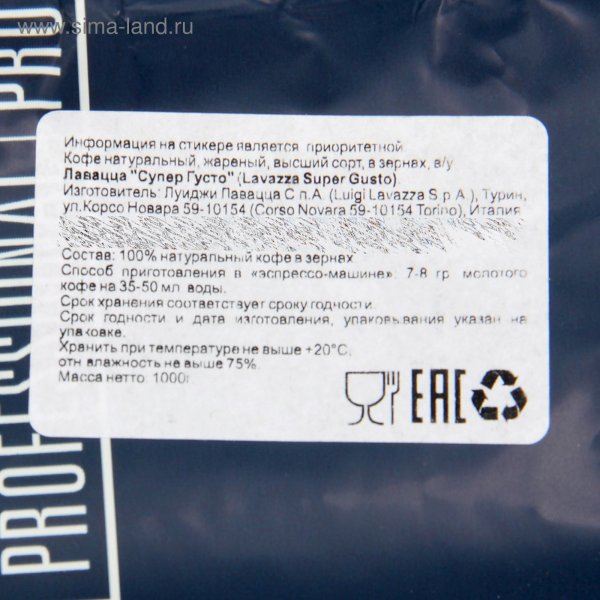 www.sima-land.ru
PROFESSIONAL PRO
PROFESSIONAL PRO
Информация на стикере является приоритетной
Кофе натуральный, жареный, высший сорт, в зернах, в/у
Лавацца "Супер Густо" (Lavazza Super Gusto).
Изготовитель: Луиджи Лавацца С п.А. (Luigi Lavazza S p A ), Турин,
ул.Корсо Новара 59-10154 (Corso Novara 59-10154 Torino), Италия
Состав: 100% натуральный кофе в зернах
Способ приготовления в «эспрессо-машине»: 7-8 гр молотого
кофе на 35-50 мл воды.
Срок хранения соответствует сроку годности.
Срок годности и дата изготовления, упаковывания указан на
упаковке.
Хранить при температуре не выше +20°С,
отн влажность не выше 75%.
Масса нетто: 1000г
EAC